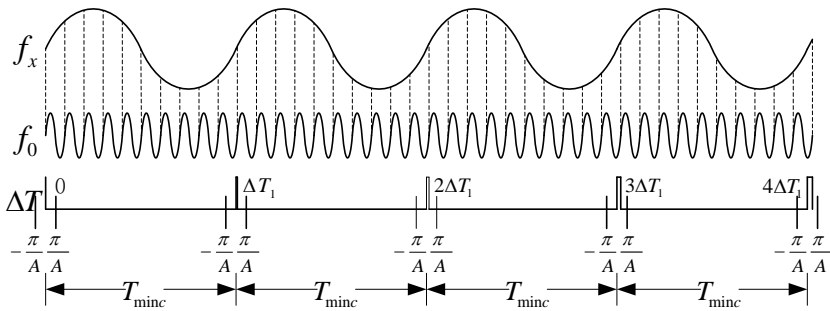 f_x
f_0
ΔT 0 ΔT_1 2ΔT_1 3ΔT_1 4ΔT_1
-π/A π/A -π/A π/A -π/A π/A -π/A π/A -π/A π/A
T_minc T_minc T_minc T_minc